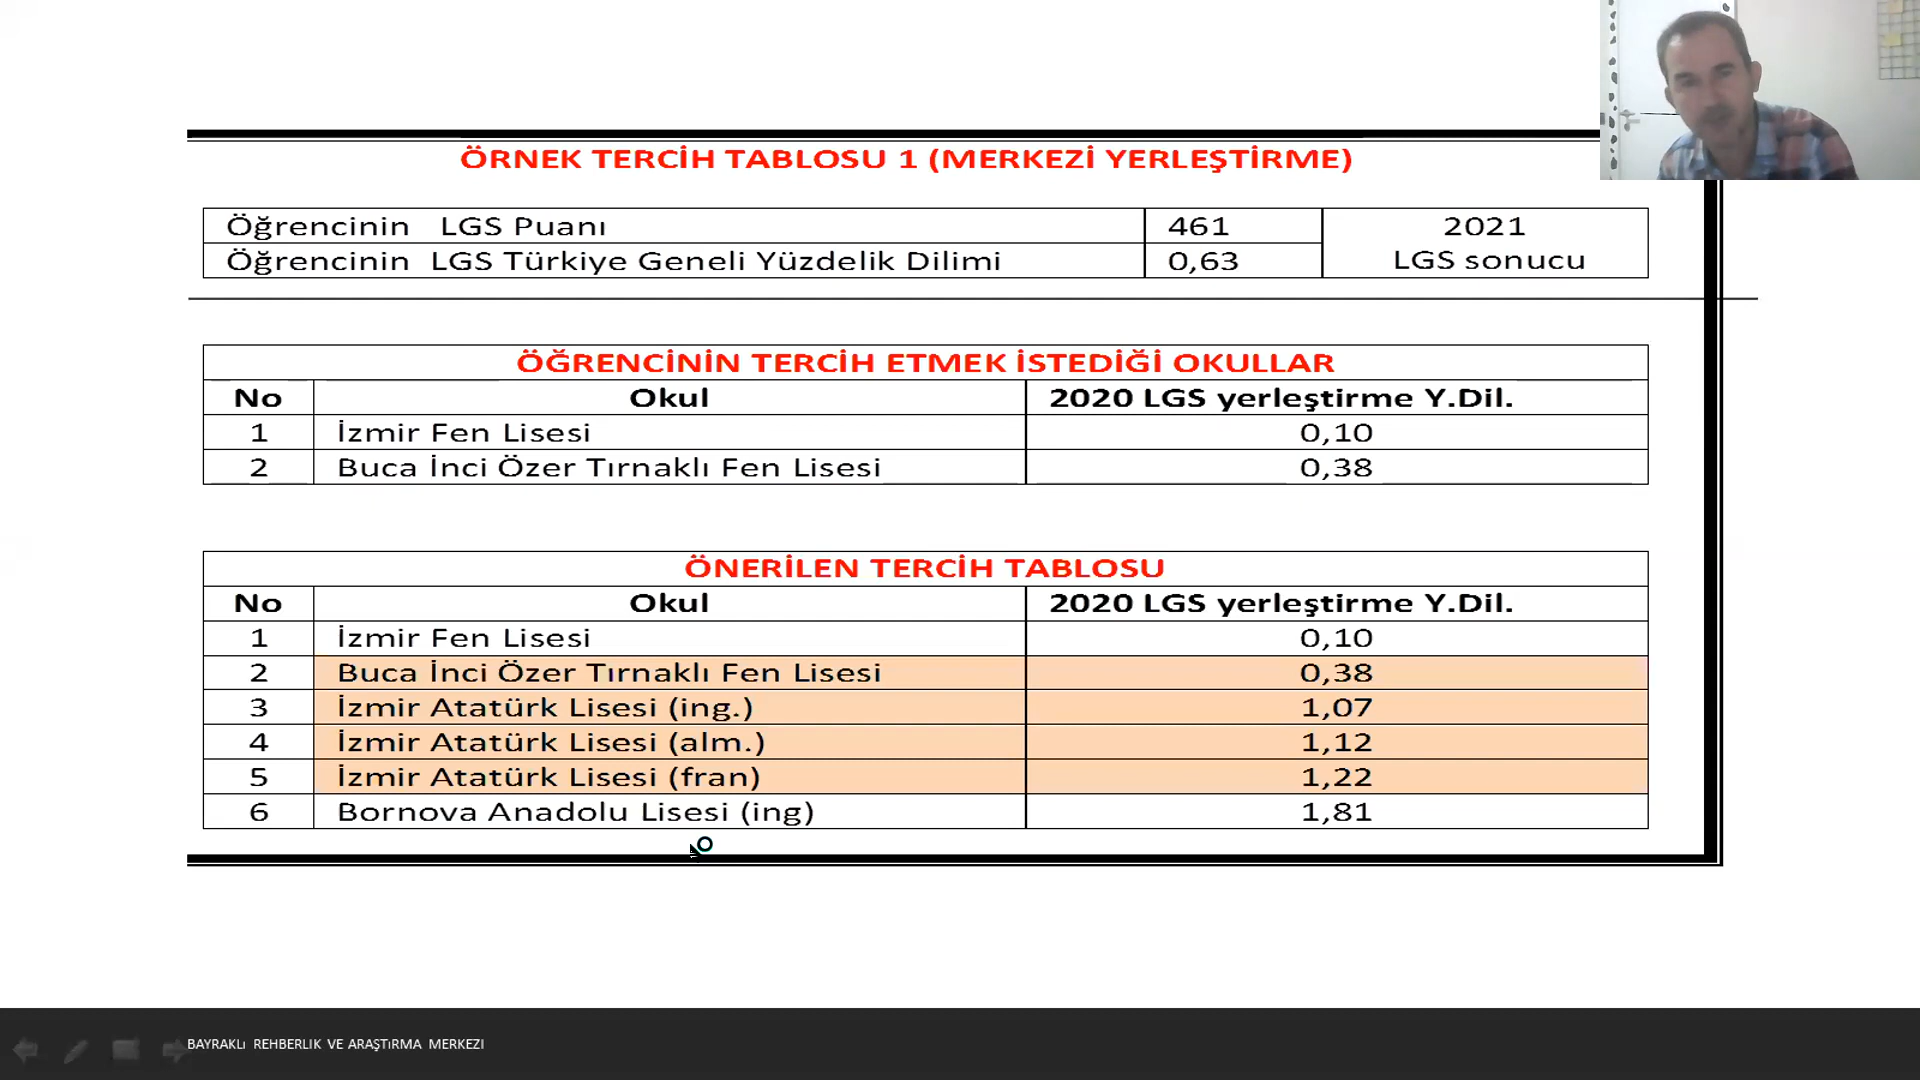 ÖRNEK TERCİH TABLOSU 1 (MERKEZİ YERLEŞTİRME)
Öğrencinin LGS Puanı 461 2021
Öğrencinin LGS Türkiye Geneli Yüzdelik Dilimi 0,63 LGS sonucu
ÖĞRENCİNİN TERCİH ETMEK İSTEDİĞİ OKULLAR
No Okul 2020 LGS yerleştirme Y.Dil.
1 İzmir Fen Lisesi 0,10
2 Buca İnci Özer Tırnaklı Fen Lisesi 0,38
ÖNERİLEN TERCİH TABLOSU
No Okul 2020 LGS yerleştirme Y.Dil.
1 İzmir Fen Lisesi 0,10
2 Buca İnci Özer Tırnaklı Fen Lisesi 0,38
3 İzmir Atatürk Lisesi (ing.) 1,07
4 İzmir Atatürk Lisesi (alm.) 1,12
5 İzmir Atatürk Lisesi (fran) 1,22
6 Bornova Anadolu Lisesi (ing) 1,81
BAYRAKLı REHBERLIK VE ARAŞTıRMA MERKEZI